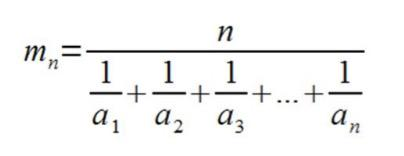 m_n = n / (1/a_1 + 1/a_2 + 1/a_3 + ... + 1/a_n)